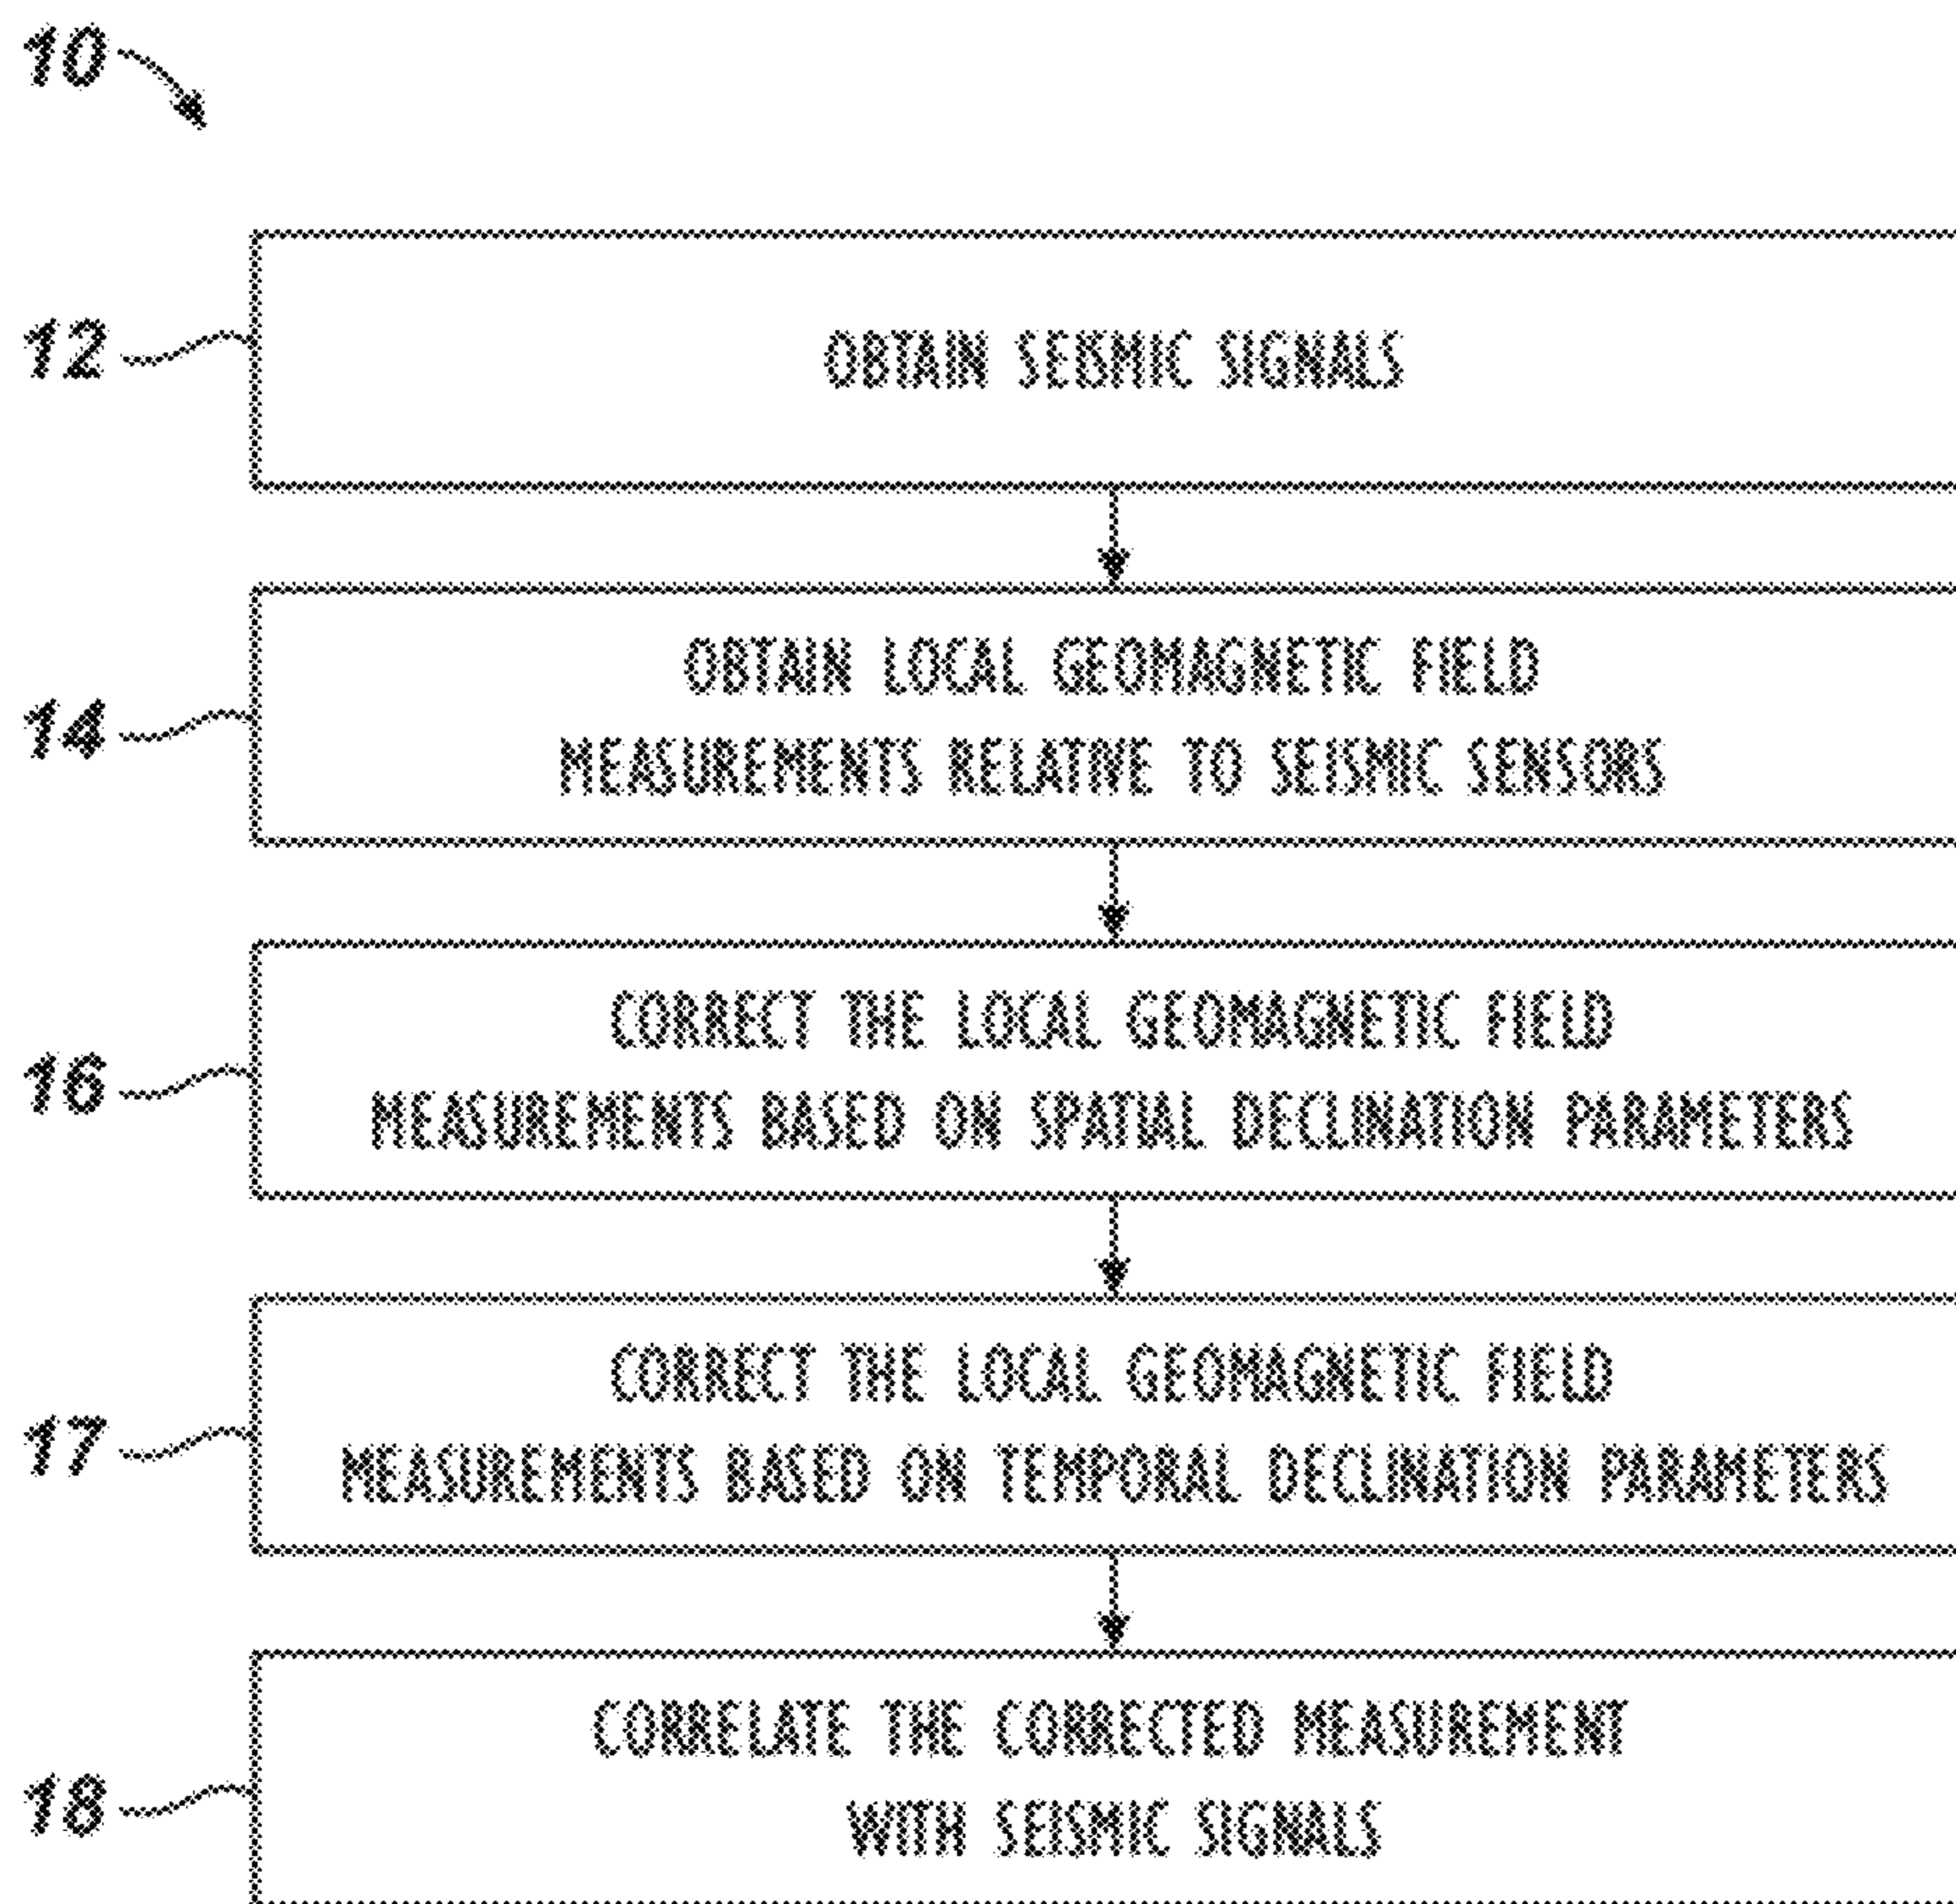 10
12
OBTAIN SEISMIC SIGNALS
14
OBTAIN LOCAL GEOMAGNETIC FIELD
MEASUREMENTS RELATIVE TO SEISMIC SENSORS
16
CORRECT THE LOCAL GEOMAGNETIC FIELD
MEASUREMENTS BASED ON SPATIAL DECLINATION PARAMETERS
17
CORRECT THE LOCAL GEOMAGNETIC FIELD
MEASUREMENTS BASED ON TEMPORAL DECLINATION PARAMETERS
18
CORRELATE THE CORRECTED MEASUREMENT
WITH SEISMIC SIGNALS